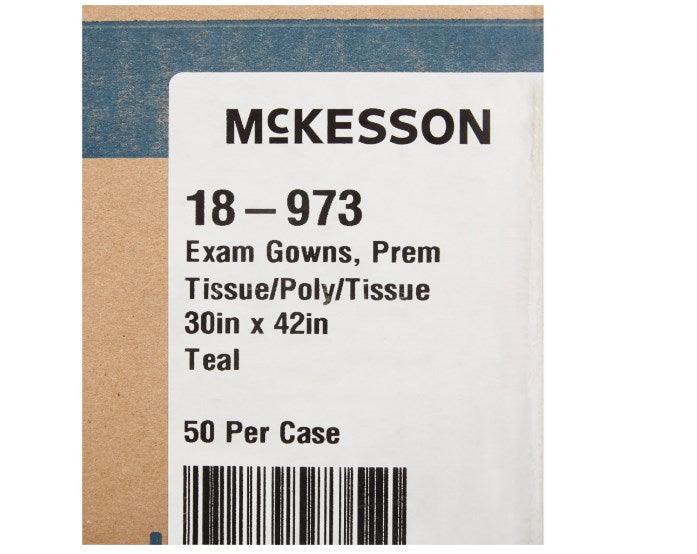 McKESSON
18-973
Exam Gowns, Prem
Tissue/Poly/Tissue
30in x 42in
Teal
50 Per Case